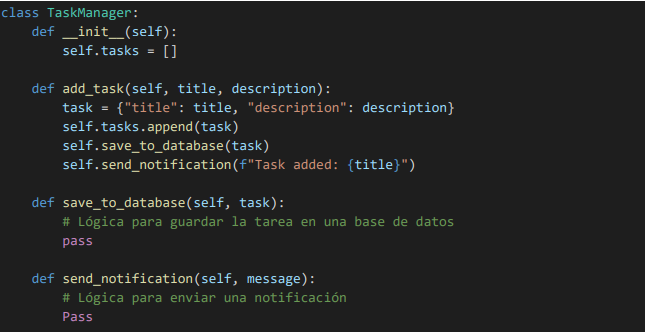 class TaskManager:
    def __init__(self):
        self.tasks = []

    def add_task(self, title, description):
        task = {"title": title, "description": description}
        self.tasks.append(task)
        self.save_to_database(task)
        self.send_notification(f"Task added: {title}")

    def save_to_database(self, task):
        # Lógica para guardar la tarea en una base de datos
        pass

    def send_notification(self, message):
        # Lógica para enviar una notificación
        Pass